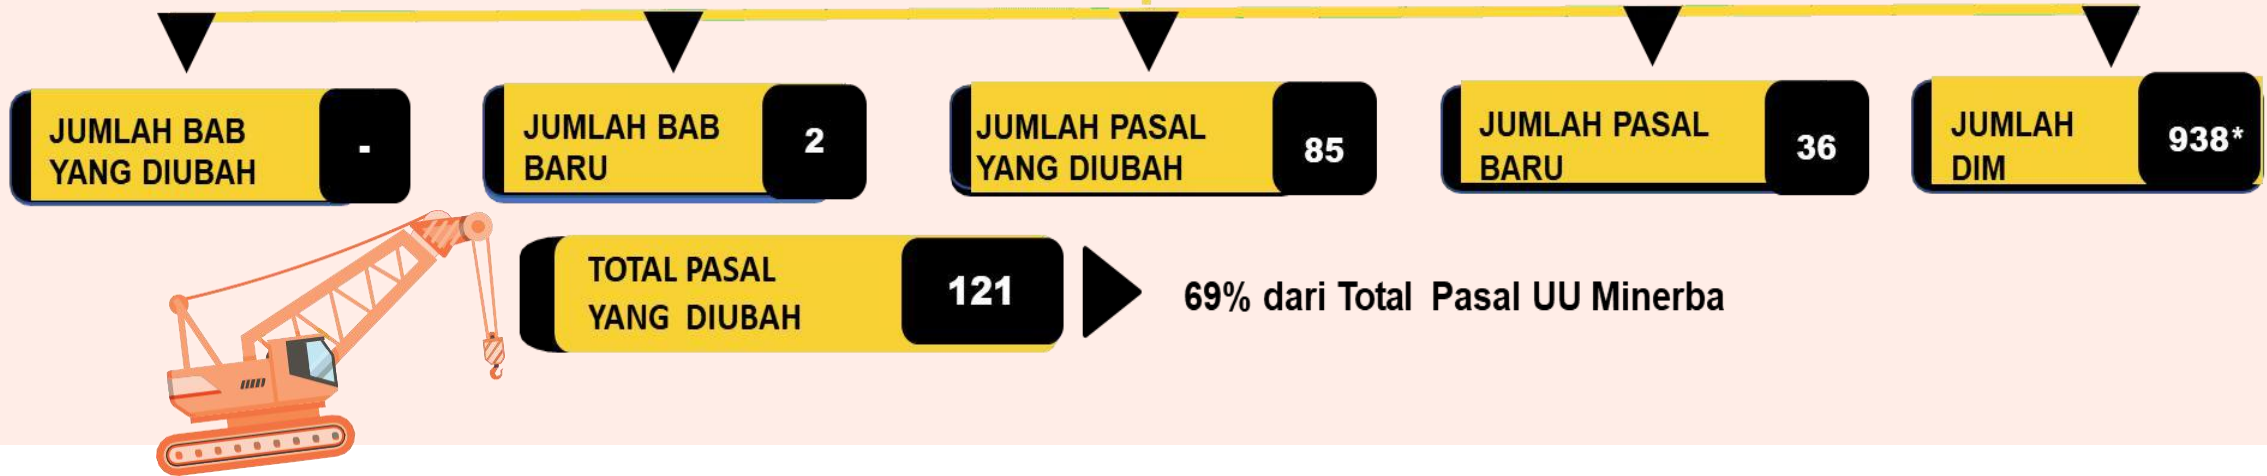 JUMLAH BAB
YANG DIUBAH
-
JUMLAH BAB
BARU
2
JUMLAH PASAL
YANG DIUBAH
85
JUMLAH PASAL
BARU
36
JUMLAH
DIM
938*
TOTAL PASAL
YANG DIUBAH
121
69% dari Total Pasal UU Minerba